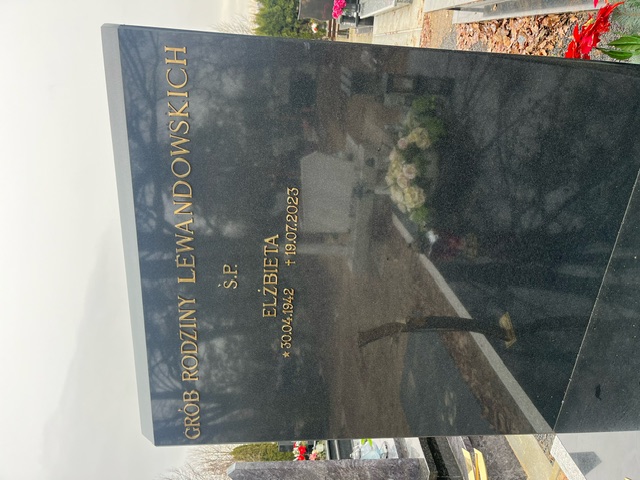 GRÓB RODZINY LEWANDOWSKICH
Ś.P.
ELŻBIETA
* 30.04.1942 † 19.07.2023